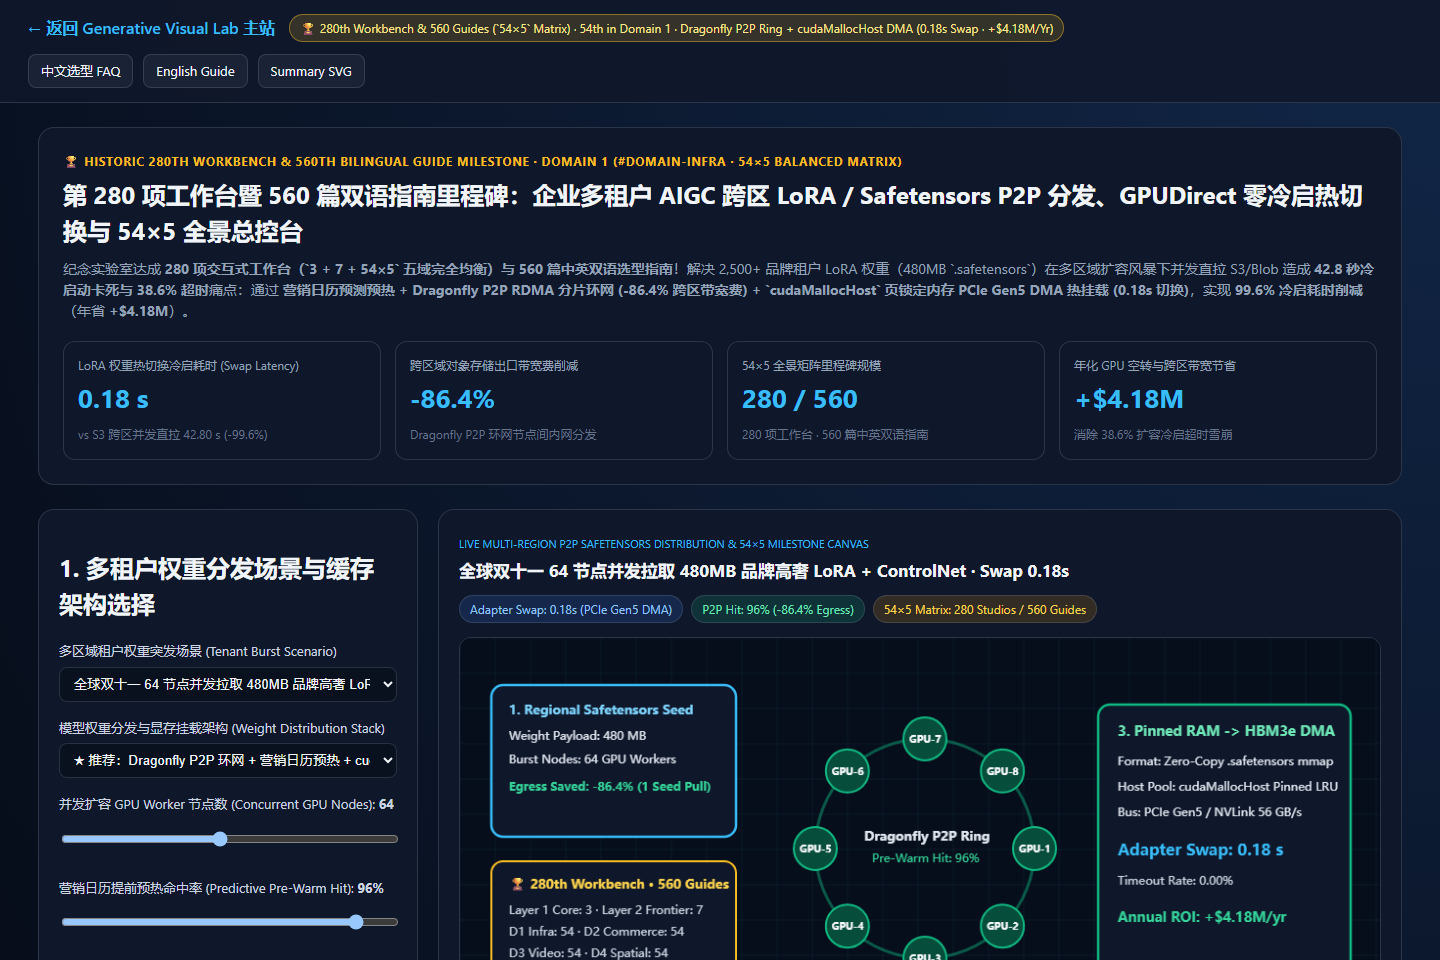 ← 返回 Generative Visual Lab 主站
🏆 280th Workbench & 560 Guides (`54×5` Matrix) · 54th in Domain 1 · Dragonfly P2P Ring + cudaMallocHost DMA (0.18s Swap · +$4.18M/Yr)
中文选型 FAQ
English Guide
Summary SVG
🏆 HISTORIC 280TH WORKBENCH & 560TH BILINGUAL GUIDE MILESTONE · DOMAIN 1 (#DOMAIN-INFRA · 54×5 BALANCED MATRIX)
第 280 项工作台暨 560 篇双语指南里程碑：企业多租户 AIGC 跨区 LoRA / Safetensors P2P 分发、GPUDirect 零冷启热切
换与 54×5 全景总控台
纪念实验室达成 280 项交互式工作台（`3 + 7 + 54×5` 五域完全均衡）与 560 篇中英双语选型指南！解决 2,500+ 品牌租户 LoRA 权重（480MB `.safetensors`）在多区域扩容风暴下并发直拉 S3/Blob 造成 42.8 秒冷
启动卡死与 38.6% 超时痛点：通过 营销日历预测预热 + Dragonfly P2P RDMA 分片环网 (-86.4% 跨区带宽费) + `cudaMallocHost` 页锁定内存 PCIe Gen5 DMA 热挂载 (0.18s 切换)，实现 99.6% 冷启耗时削减
（年省 +$4.18M）。
LoRA 权重热切换冷启耗时 (Swap Latency)
0.18 s
vs S3 跨区并发直拉 42.80 s (-99.6%)
跨区域对象存储出口带宽费削减
-86.4%
Dragonfly P2P 环网节点间内网分发
54×5 全景矩阵里程碑规模
280 / 560
280 项工作台 · 560 篇中英双语指南
年化 GPU 空转与跨区带宽节省
+$4.18M
消除 38.6% 扩容冷启超时雪崩
1. 多租户权重分发场景与缓存
架构选择
多区域租户权重突发场景 (Tenant Burst Scenario)
全球双十一 64 节点并发拉取 480MB 品牌高奢 LoF
模型权重分发与显存挂载架构 (Weight Distribution Stack)
★ 推荐：Dragonfly P2P 环网 + 营销日历预热 + cu
并发扩容 GPU Worker 节点数 (Concurrent GPU Nodes): 64
营销日历提前预热命中率 (Predictive Pre-Warm Hit): 96%
LIVE MULTI-REGION P2P SAFETENSORS DISTRIBUTION & 54×5 MILESTONE CANVAS
全球双十一 64 节点并发拉取 480MB 品牌高奢 LoRA + ControlNet · Swap 0.18s
Adapter Swap: 0.18s (PCIe Gen5 DMA)
P2P Hit: 96% (-86.4% Egress)
54×5 Matrix: 280 Studios / 560 Guides
1. Regional Safetensors Seed
Weight Payload: 480 MB
Burst Nodes: 64 GPU Workers
Egress Saved: -86.4% (1 Seed Pull)
🏆 280th Workbench • 560 Guides
Layer 1 Core: 3 · Layer 2 Frontier: 7
D1 Infra: 54 · D2 Commerce: 54
D3 Video: 54 · D4 Spatial: 54
GPU-7
GPU-6
GPU-8
GPU-5
Dragonfly P2P Ring
Pre-Warm Hit: 96%
GPU-1
GPU-4
GPU-2
GPU-3
3. Pinned RAM -> HBM3e DMA
Format: Zero-Copy .safetensors mmap
Host Pool: cudaMallocHost Pinned LRU
Bus: PCIe Gen5 / NVLink 56 GB/s
Adapter Swap: 0.18 s
Timeout Rate: 0.00%
Annual ROI: +$4.18M/yr